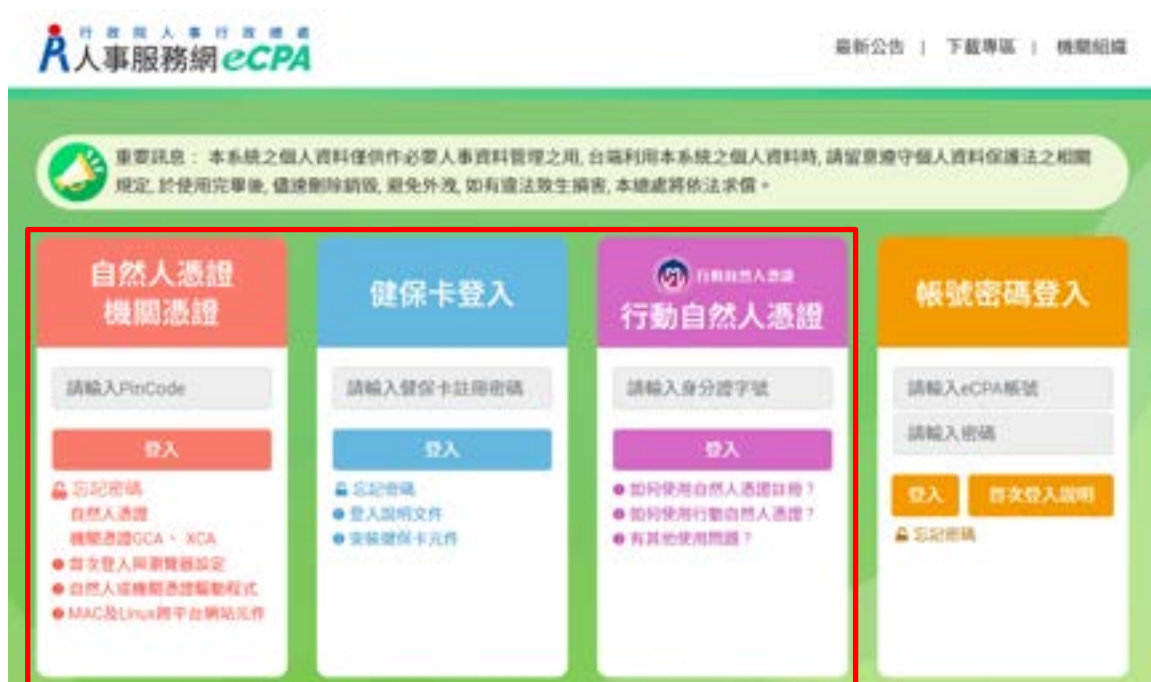 行政院人事行政總處
人事服務網 eCPA
最新公告 | 下載專區 | 機關組織
重要訊息： 本系統之個人資料僅供作必要人事資料管理之用, 台端利用本系統之個人資料時, 請留意遵守個人資料保護法之相關
規定, 於使用完畢後, 儘速刪除銷毀, 避免外洩, 如有違法致生損害, 本總處將依法求償。
自然人憑證
機關憑證
請輸入PinCode
登入
忘記密碼
自然人憑證
機關憑證GCA、 XCA
首次登入與瀏覽器設定
自然人或機關憑證驅動程式
MAC及Linux跨平台網站元件
健保卡登入
請輸入健保卡註冊密碼
登入
忘記密碼
登入說明文件
安裝健保卡元件
行動自然人憑證
行動自然人憑證
請輸入身分證字號
登入
如何使用自然人憑證註冊？
如何使用行動自然人憑證？
有其他使用問題？
帳號密碼登入
請輸入eCPA帳號
請輸入密碼
登入 首次登入說明
忘記密碼